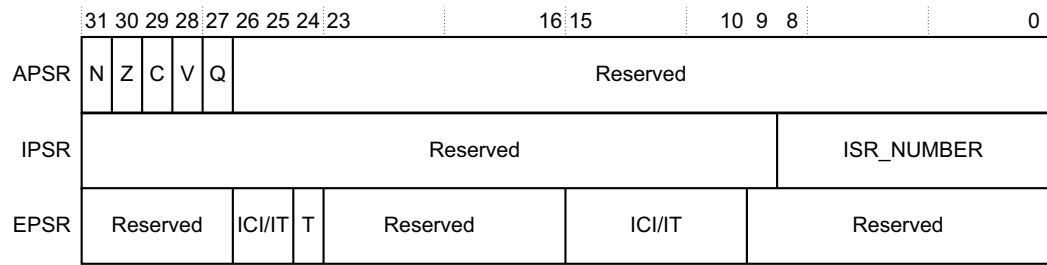 31 30 29 28 27 26 25 24 23 16 15 10 9 8 0
APSR N Z C V Q Reserved
IPSR Reserved ISR_NUMBER
EPSR Reserved ICI/IT T Reserved ICI/IT Reserved